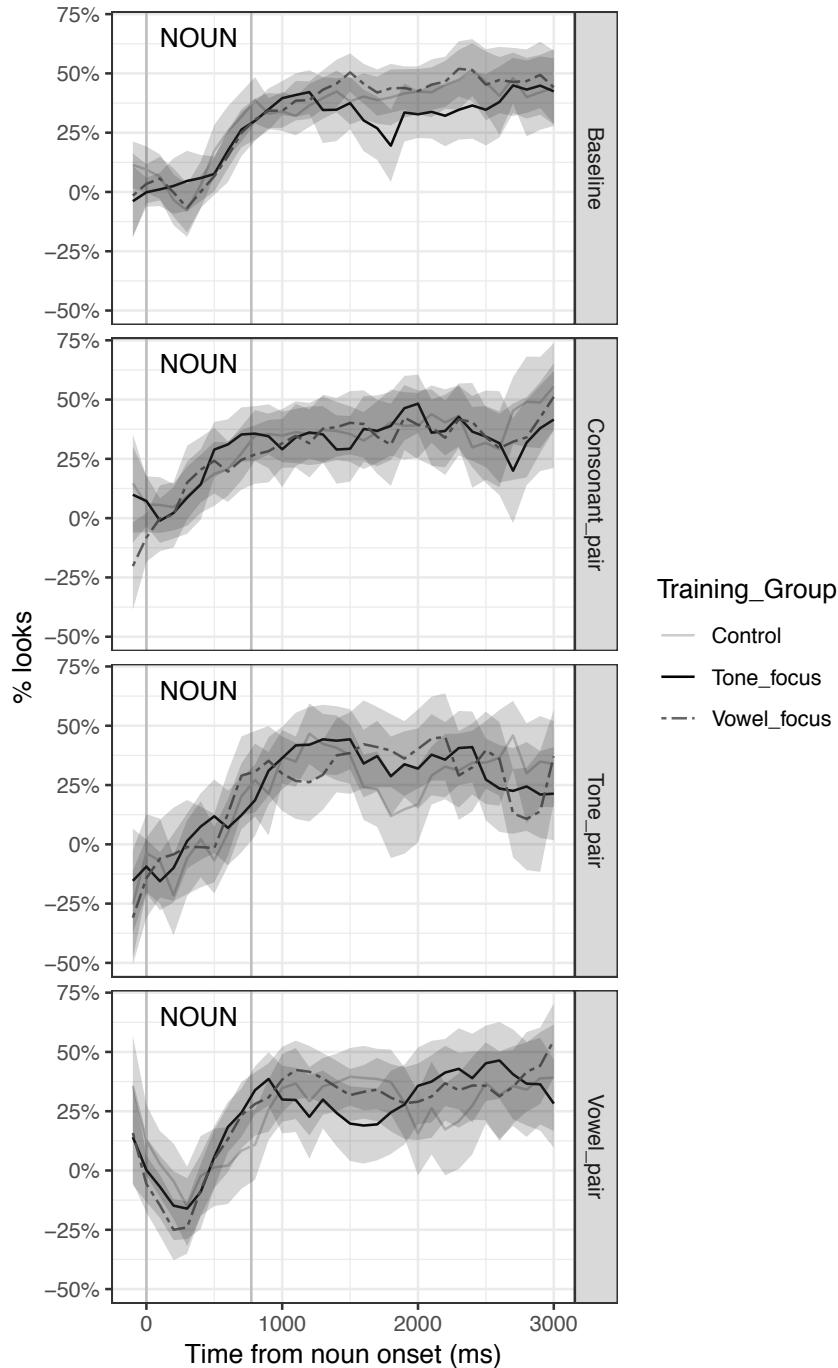 75%
NOUN
50%
25%
0%
−25%
−50%
Baseline
75%
NOUN
50%
25%
0%
−25%
−50%
Consonant_pair
75%
NOUN
50%
25%
0%
−25%
−50%
Tone_pair
75%
NOUN
50%
25%
0%
−25%
−50%
Vowel_pair
0 1000 2000 3000
Time from noun onset (ms)
% looks
Training_Group
Control
Tone_focus
Vowel_focus